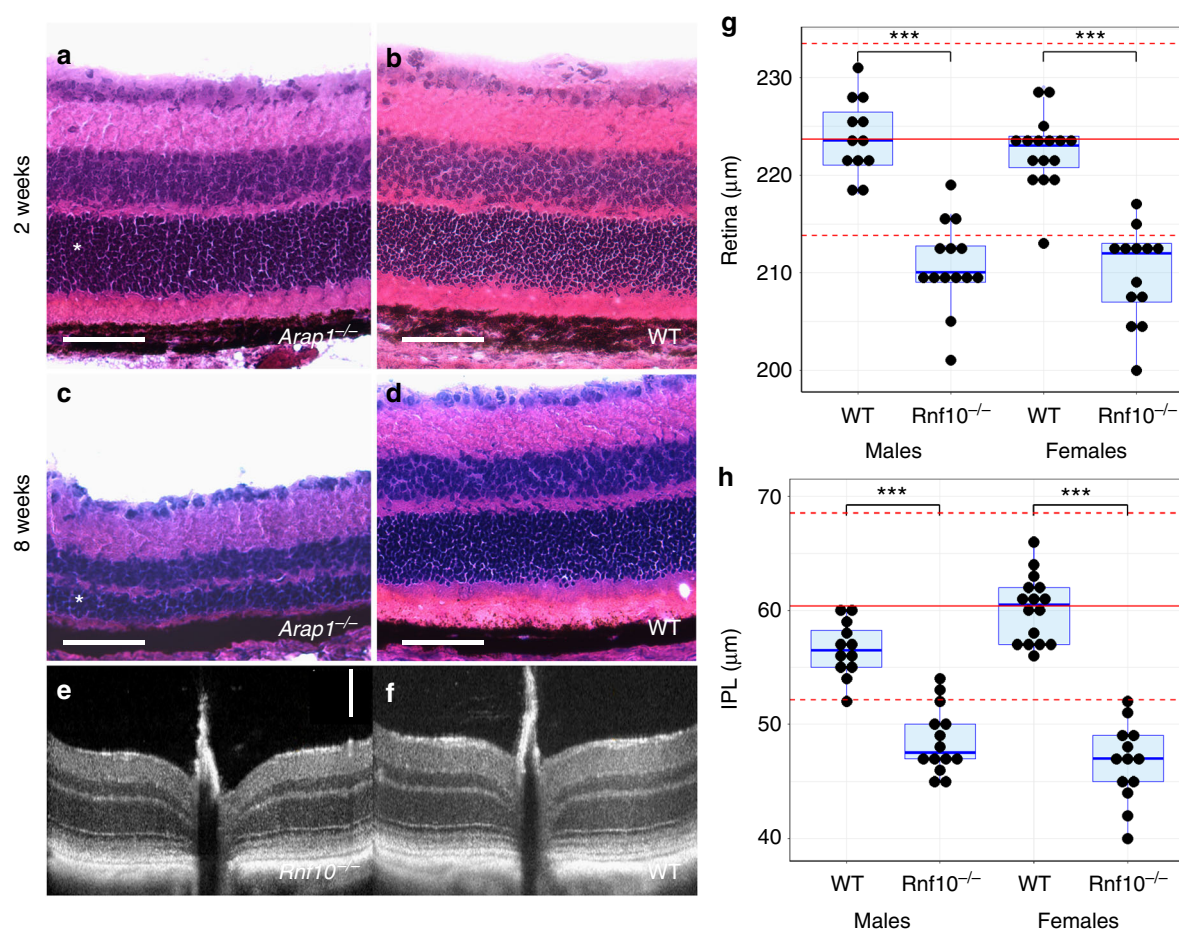 a
b
2 weeks
*
Arap1⁻/⁻
WT
c
d
8 weeks
*
Arap1⁻/⁻
WT
e
f
Rnf10⁻/⁻
WT
g
***
***
230
220
210
200
Retina (μm)
WT
Rnf10⁻/⁻
WT
Rnf10⁻/⁻
Males
Females
h
***
***
70
60
50
40
IPL (μm)
WT
Rnf10⁻/⁻
WT
Rnf10⁻/⁻
Males
Females